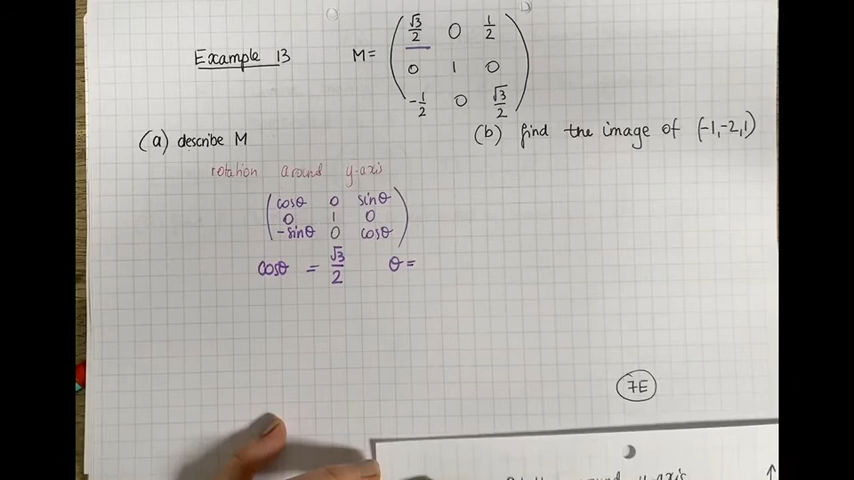 Example 13
M= ( √3/2 0 1/2
0 1 0
-1/2 0 √3/2 )
(a) describe M
(b) find the image of (-1,-2,1)
rotation around y-axis
( cosθ 0 sinθ
0 1 0
-sinθ 0 cosθ )
cosθ = √3/2 θ=
7E
y-axis